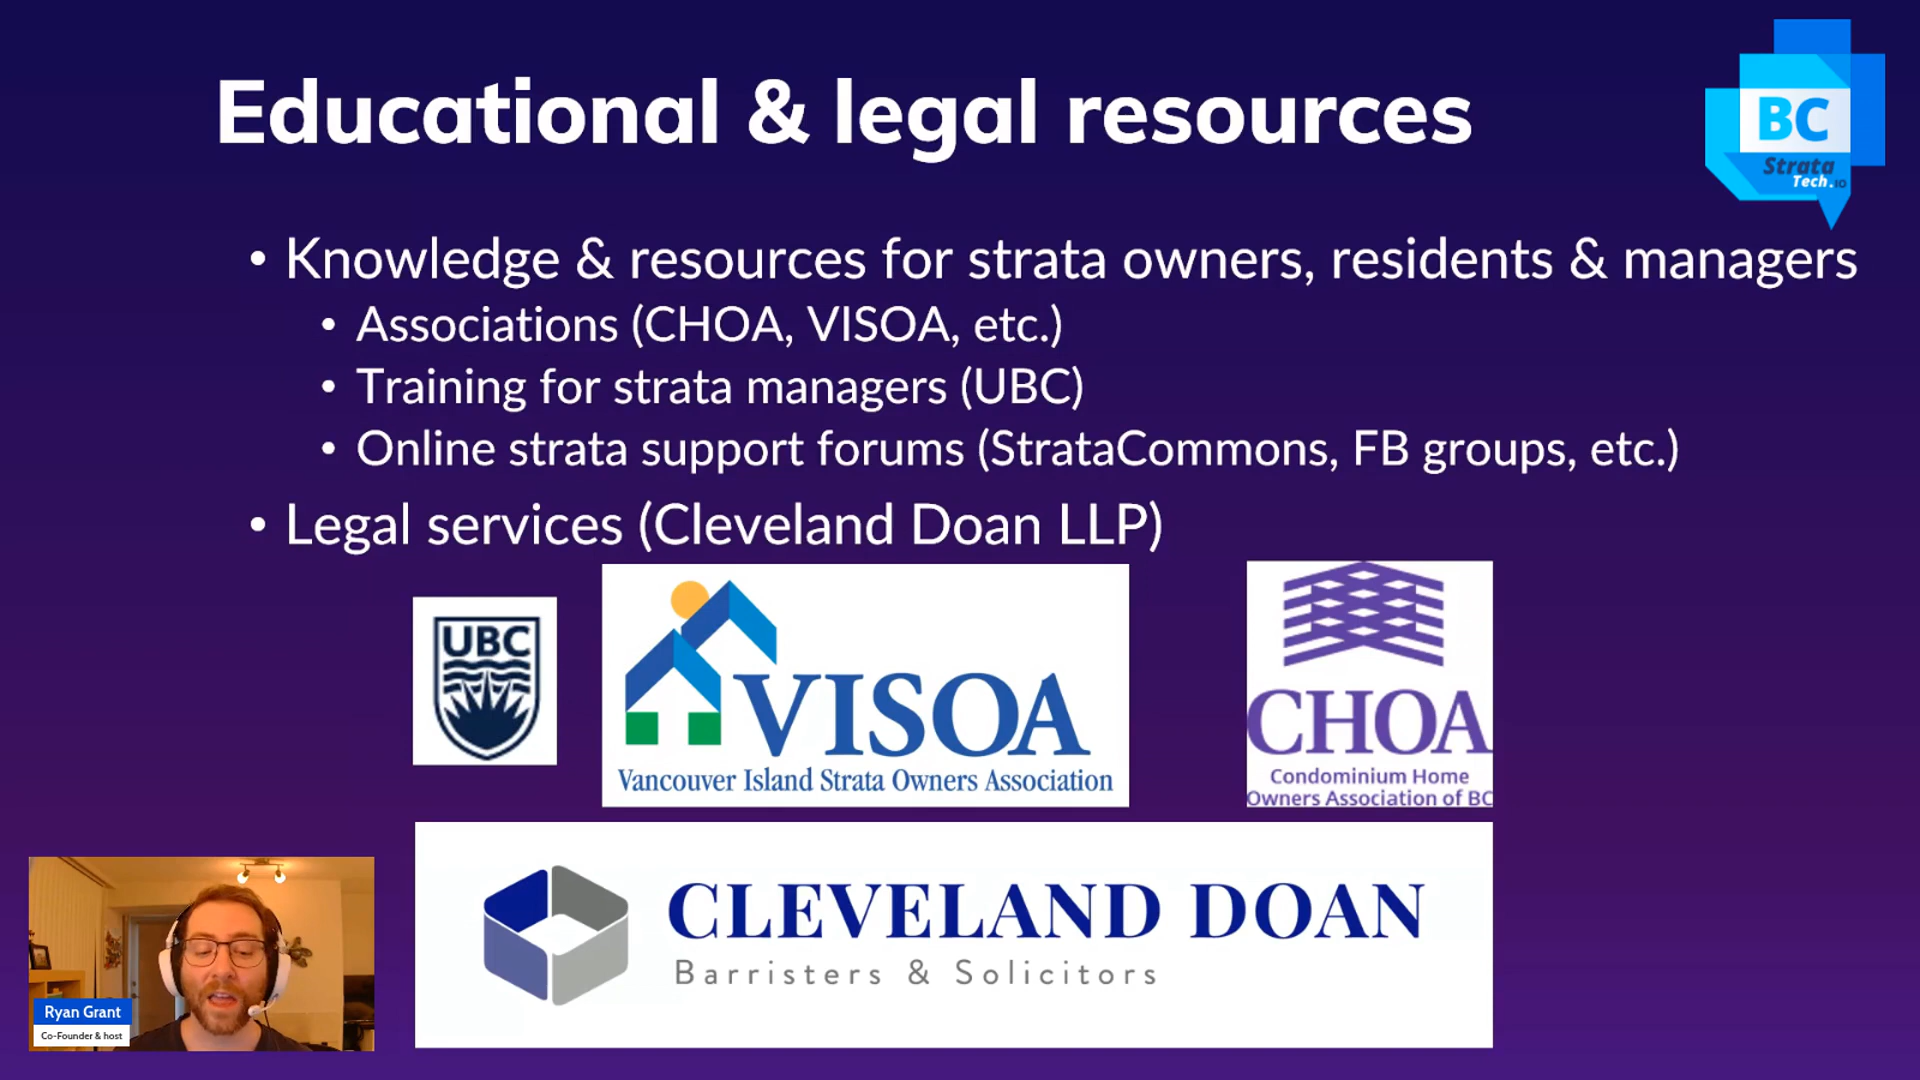 Educational & legal resources
BC
Strata
Tech.IO
• Knowledge & resources for strata owners, residents & managers
• Associations (CHOA, VISOA, etc.)
• Training for strata managers (UBC)
• Online strata support forums (StrataCommons, FB groups, etc.)
• Legal services (Cleveland Doan LLP)
UBC
VISOA
Vancouver Island Strata Owners Association
CHOA
Condominium Home
Owners Association of BC
CLEVELAND DOAN
Barristers & Solicitors
Ryan Grant
Co-Founder & host